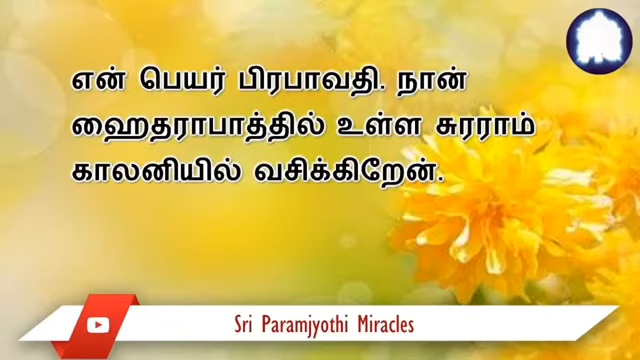 என் பெயர் பிரபாவதி. நான்
ஹைதராபாத்தில் உள்ள சுரராம்
காலனியில் வசிக்கிறேன்.
Sri Paramjyothi Miracles